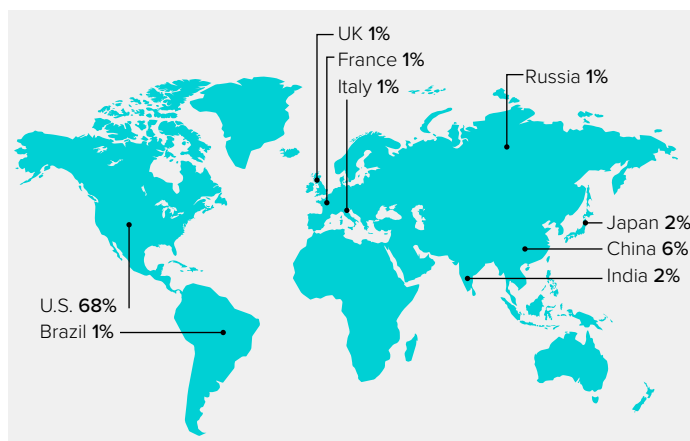 UK 1%
France 1%
Italy 1%
Russia 1%
Japan 2%
China 6%
India 2%
U.S. 68%
Brazil 1%